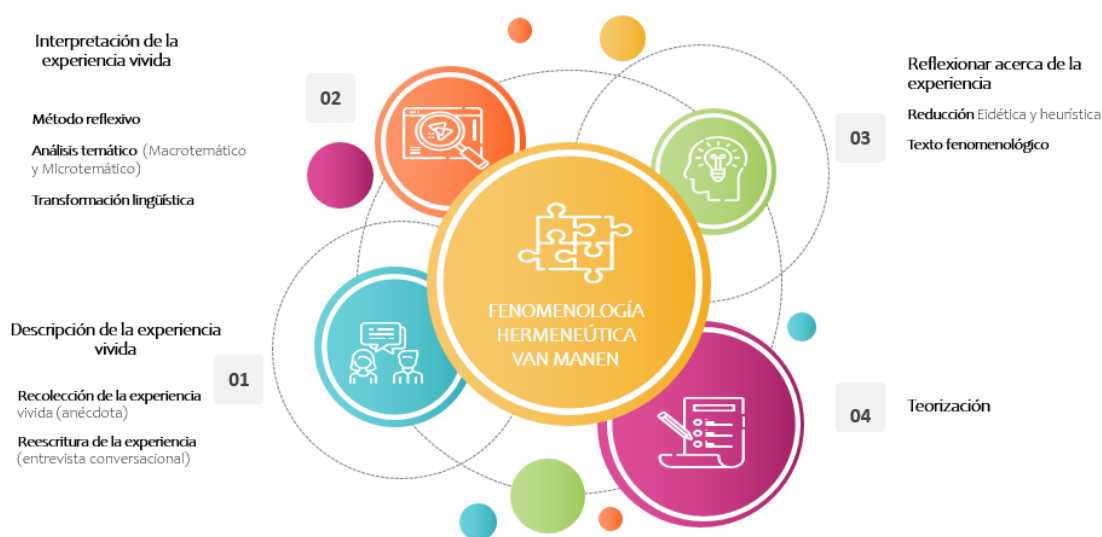 Interpretación de la
experiencia vivida
02
Método reflexivo
Análisis temático (Macrotemático
y Microtemático)
Transformación lingüística
Reflexionar acerca de la
experiencia
03
Reducción Eidética y heurística
Texto fenomenológico
FENOMENOLOGÍA
HERMENEÚTICA
VAN MANEN
Descripción de la experiencia
vivida
01
Recolección de la experiencia
vivida (anécdota)
Reescritura de la experiencia
(entrevista conversacional)
04
Teorización